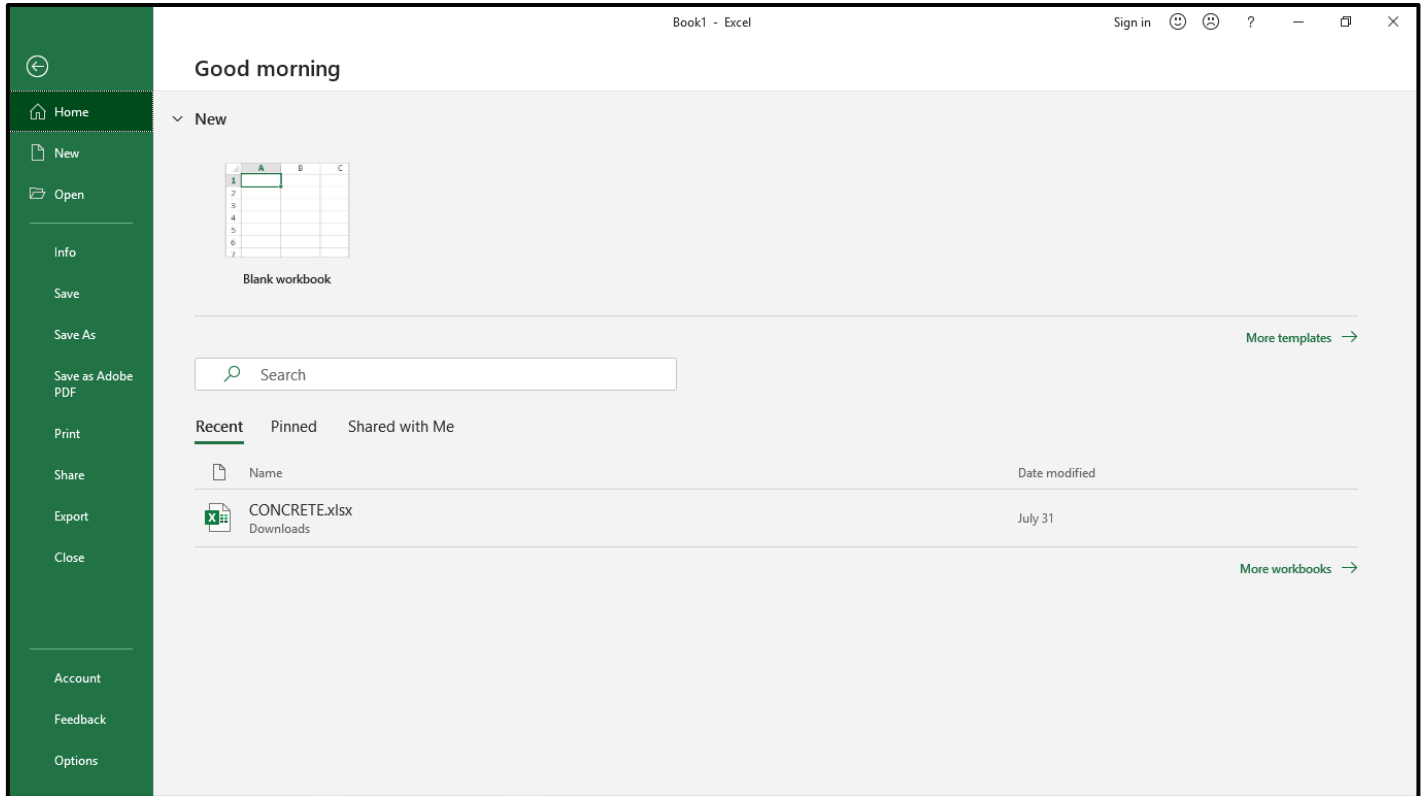 Book1 - Excel
Sign in ?
Good morning
Home
New
Open
Info
Save
Save As
Save as Adobe
PDF
Print
Share
Export
Close
Account
Feedback
Options
New
A B C
1
2
3
4
5
6
7
Blank workbook
More templates
Search
Recent Pinned Shared with Me
Name Date modified
CONCRETE.xlsx
Downloads
July 31
More workbooks